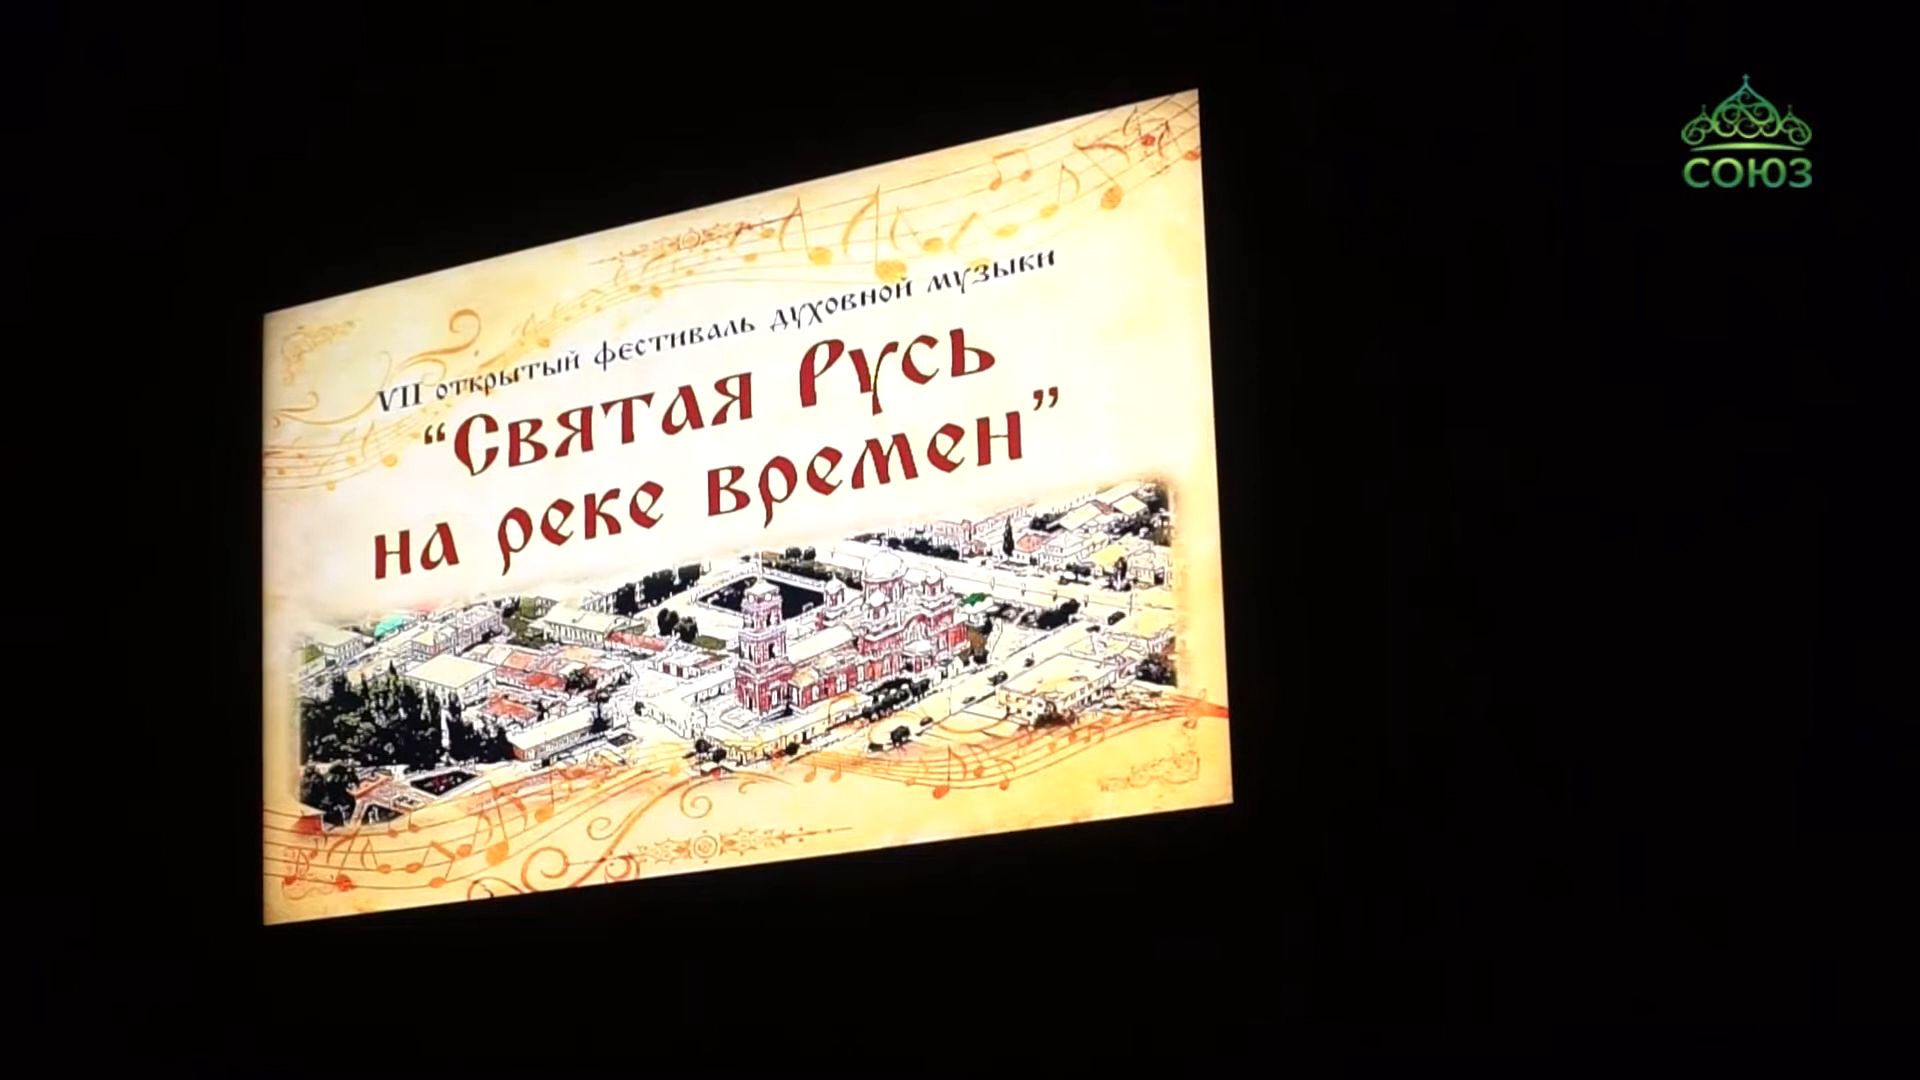 VII открытый фестиваль духовной музыки
“Святая Русь
на реке времен”
СОЮЗ